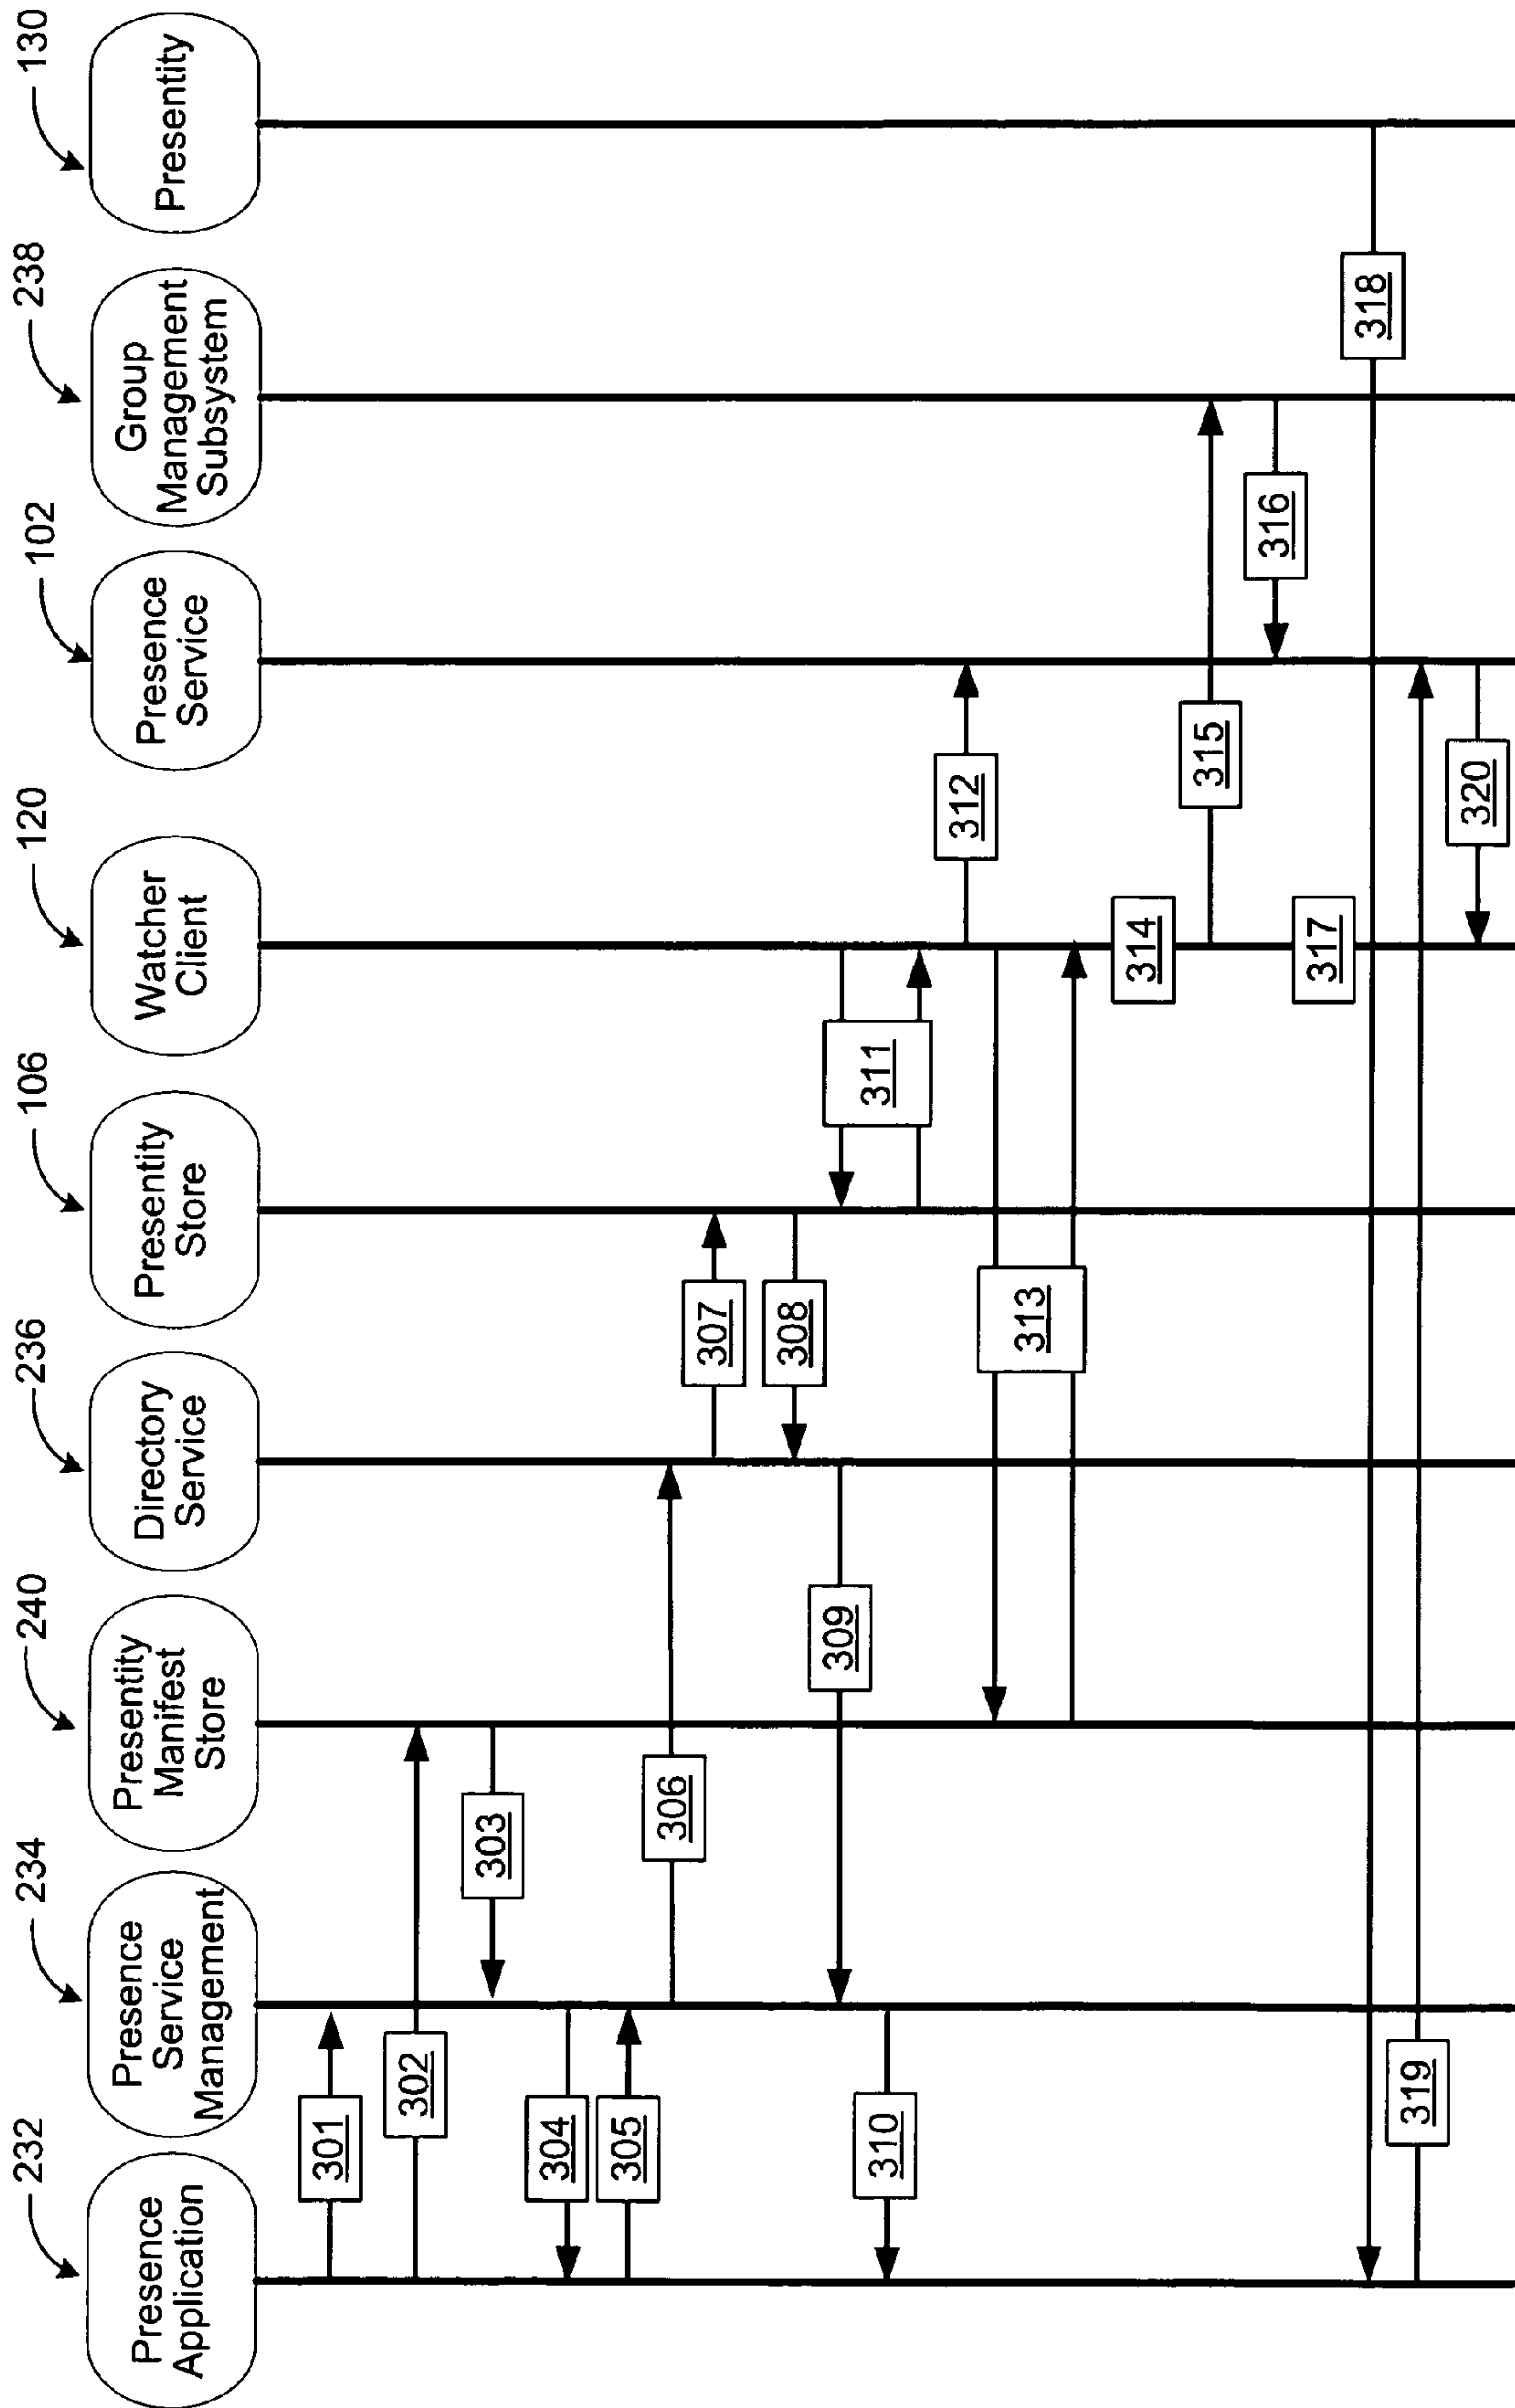 232
234
240
236
106
120
102
238
130
Presence
Application
Presence
Service
Management
Presentity
Manifest
Store
Directory
Service
Presentity
Store
Watcher
Client
Presence
Service
Group
Management
Subsystem
Presentity
301
302
303
304
305
306
307
308
309
310
311
312
313
314
315
316
317
318
319
320